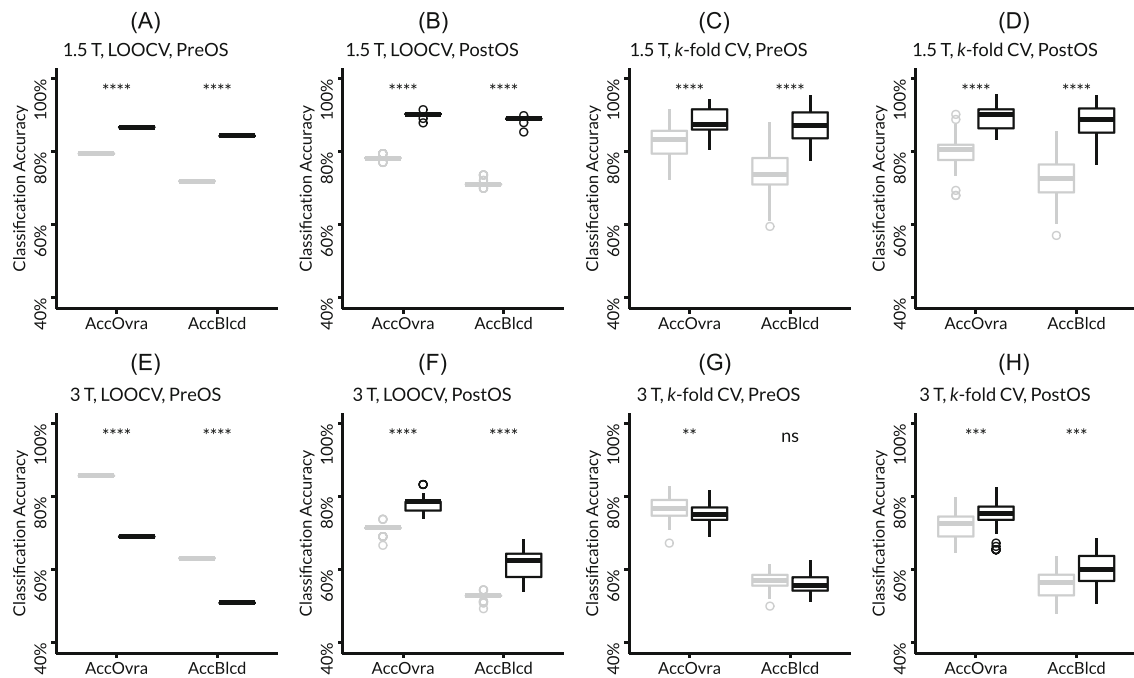 (A)
1.5 T, LOOCV, PreOS
Classification Accuracy
100%
80%
60%
40%
****
****
AccOvra
AccBlcd
(B)
1.5 T, LOOCV, PostOS
Classification Accuracy
100%
80%
60%
40%
****
****
AccOvra
AccBlcd
(C)
1.5 T, k-fold CV, PreOS
Classification Accuracy
100%
80%
60%
40%
****
****
AccOvra
AccBlcd
(D)
1.5 T, k-fold CV, PostOS
Classification Accuracy
100%
80%
60%
40%
****
****
AccOvra
AccBlcd
(E)
3 T, LOOCV, PreOS
Classification Accuracy
100%
80%
60%
40%
****
****
AccOvra
AccBlcd
(F)
3 T, LOOCV, PostOS
Classification Accuracy
100%
80%
60%
40%
****
****
AccOvra
AccBlcd
(G)
3 T, k-fold CV, PreOS
Classification Accuracy
100%
80%
60%
40%
**
ns
AccOvra
AccBlcd
(H)
3 T, k-fold CV, PostOS
Classification Accuracy
100%
80%
60%
40%
***
***
AccOvra
AccBlcd